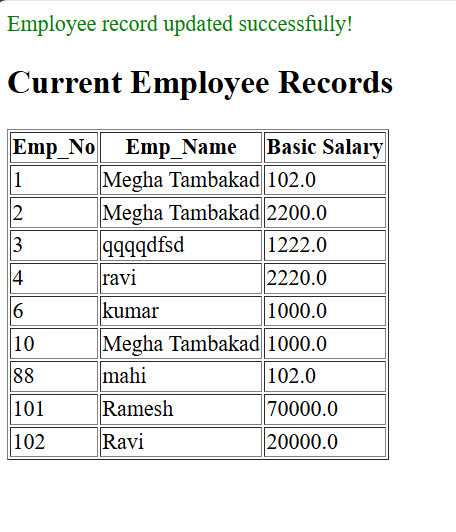 Employee record updated successfully!
Current Employee Records
Emp_No Emp_Name Basic Salary
1 Megha Tambakad 102.0
2 Megha Tambakad 2200.0
3 qqqqdfsd 1222.0
4 ravi 2220.0
6 kumar 1000.0
10 Megha Tambakad 1000.0
88 mahi 102.0
101 Ramesh 70000.0
102 Ravi 20000.0